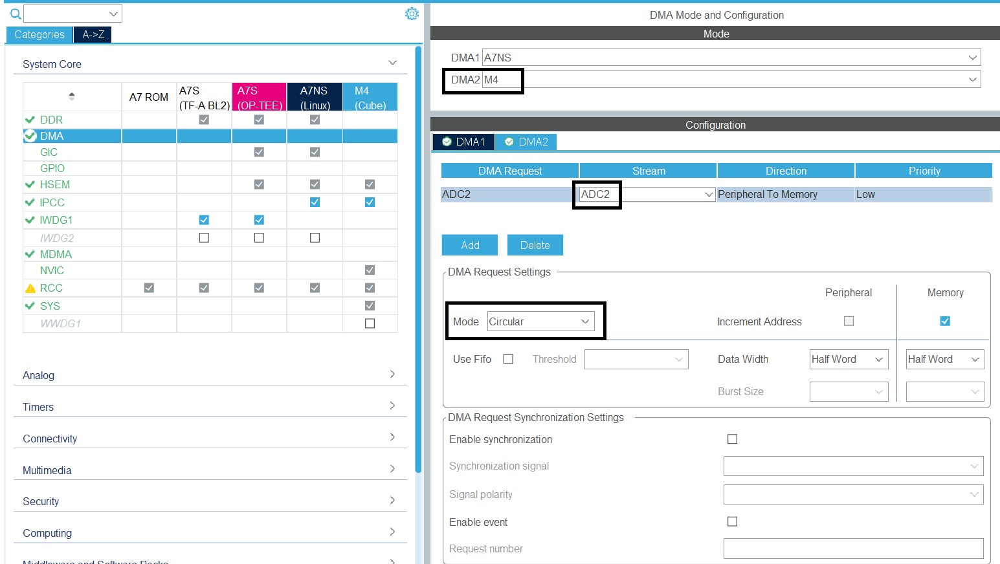 Categories
A->Z
System Core
A7 ROM
A7S
(TF-A BL2)
A7S
(OP-TEE)
A7NS
(Linux)
M4
(Cube)
DDR
DMA
GIC
GPIO
HSEM
IPCC
IWDG1
IWDG2
MDMA
NVIC
RCC
SYS
WWDG1
Analog
Timers
Connectivity
Multimedia
Security
Computing
Middleware and Software Packs
DMA Mode and Configuration
Mode
DMA1 A7NS
DMA2 M4
Configuration
DMA1
DMA2
DMA Request Stream Direction Priority
ADC2 ADC2 Peripheral To Memory Low
Add
Delete
DMA Request Settings
Peripheral Memory
Mode Circular Increment Address
Use Fifo Threshold Data Width Half Word Half Word
Burst Size
DMA Request Synchronization Settings
Enable synchronization
Synchronization signal
Signal polarity
Enable event
Request number